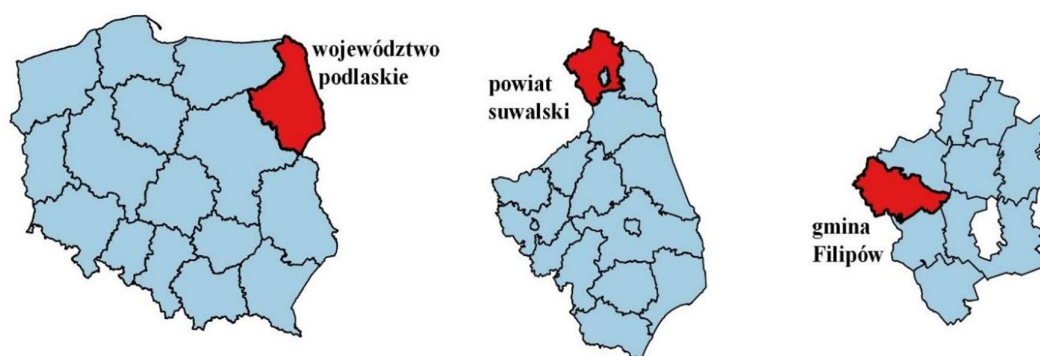 województwo
podlaskie
powiat
suwalski
gmina
Filipów